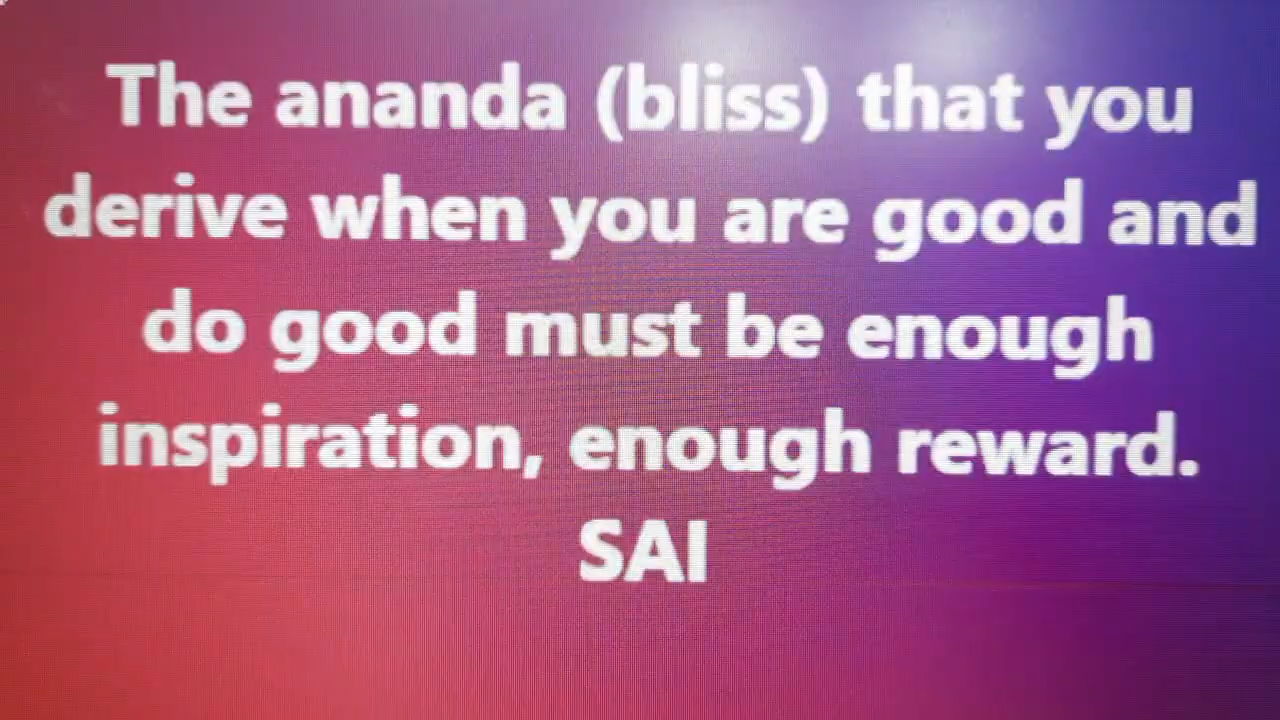 The ananda (bliss) that you
derive when you are good and
do good must be enough
inspiration, enough reward.
SAI